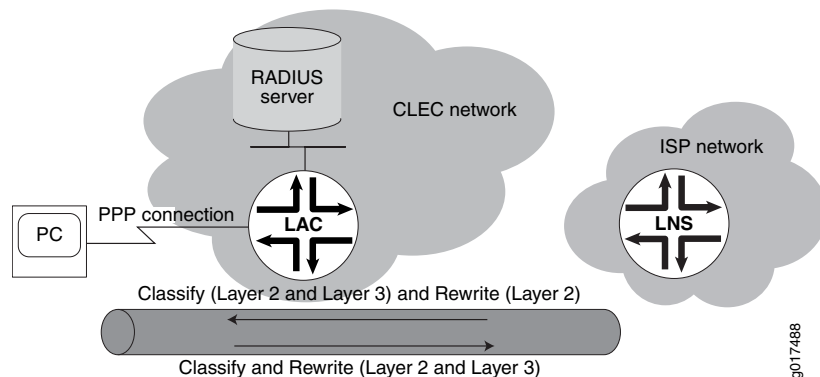 RADIUS
server
CLEC network
ISP network
PPP connection
PC
LAC
LNS
Classify (Layer 2 and Layer 3) and Rewrite (Layer 2)
Classify and Rewrite (Layer 2 and Layer 3)
g017488